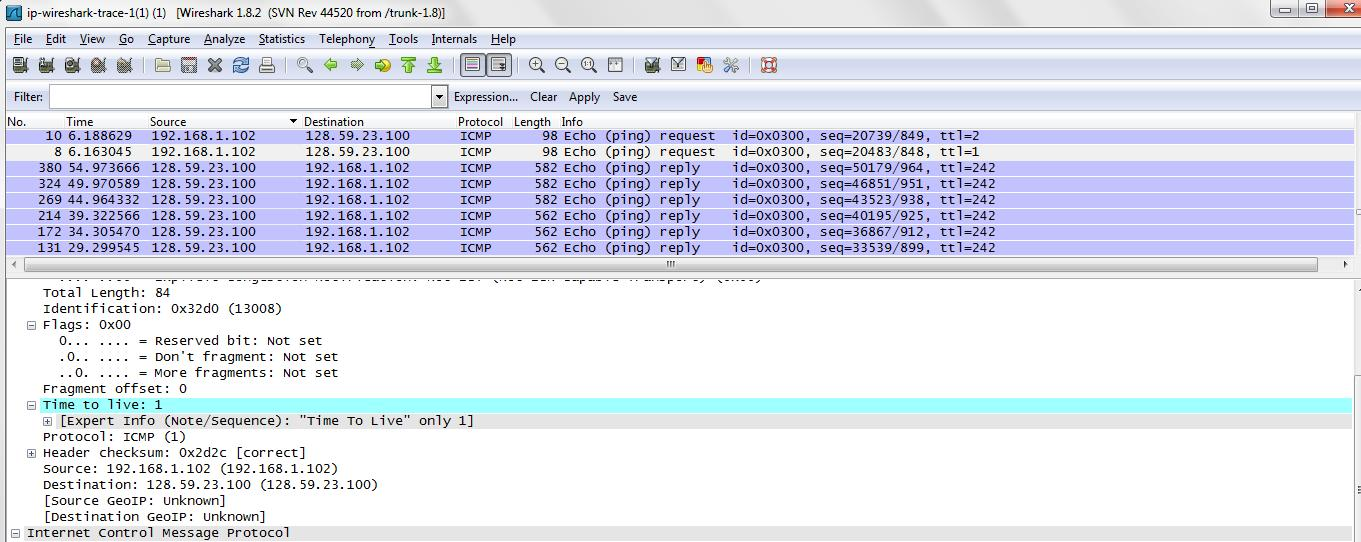 ip-wireshark-trace-1(1) (1) [Wireshark 1.8.2 (SVN Rev 44520 from /trunk-1.8)]
File Edit View Go Capture Analyze Statistics Telephony Tools Internals Help
Filter: Expression... Clear Apply Save
No. Time Source Destination Protocol Length Info
10 6.188629 192.168.1.102 128.59.23.100 ICMP 98 Echo (ping) request id=0x0300, seq=20739/849, ttl=2
8 6.163045 192.168.1.102 128.59.23.100 ICMP 98 Echo (ping) request id=0x0300, seq=20483/848, ttl=1
380 54.973666 128.59.23.100 192.168.1.102 ICMP 582 Echo (ping) reply id=0x0300, seq=50179/964, ttl=242
324 49.970589 128.59.23.100 192.168.1.102 ICMP 582 Echo (ping) reply id=0x0300, seq=46851/951, ttl=242
269 44.964332 128.59.23.100 192.168.1.102 ICMP 582 Echo (ping) reply id=0x0300, seq=43523/938, ttl=242
214 39.322566 128.59.23.100 192.168.1.102 ICMP 562 Echo (ping) reply id=0x0300, seq=40195/925, ttl=242
172 34.305470 128.59.23.100 192.168.1.102 ICMP 562 Echo (ping) reply id=0x0300, seq=36867/912, ttl=242
131 29.299545 128.59.23.100 192.168.1.102 ICMP 562 Echo (ping) reply id=0x0300, seq=33539/899, ttl=242
Total Length: 84
Identification: 0x32d0 (13008)
Flags: 0x00
0... .... = Reserved bit: Not set
.0.. .... = Don't fragment: Not set
..0. .... = More fragments: Not set
Fragment offset: 0
Time to live: 1
[Expert Info (Note/Sequence): "Time To Live" only 1]
Protocol: ICMP (1)
Header checksum: 0x2d2c [correct]
Source: 192.168.1.102 (192.168.1.102)
Destination: 128.59.23.100 (128.59.23.100)
[Source GeoIP: Unknown]
[Destination GeoIP: Unknown]
Internet Control Message Protocol